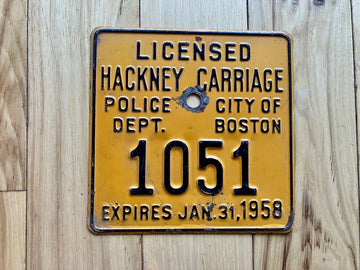 LICENSED
HACKNEY CARRIAGE
POLICE CITY OF
DEPT. BOSTON
1051
EXPIRES JAN. 31, 1958